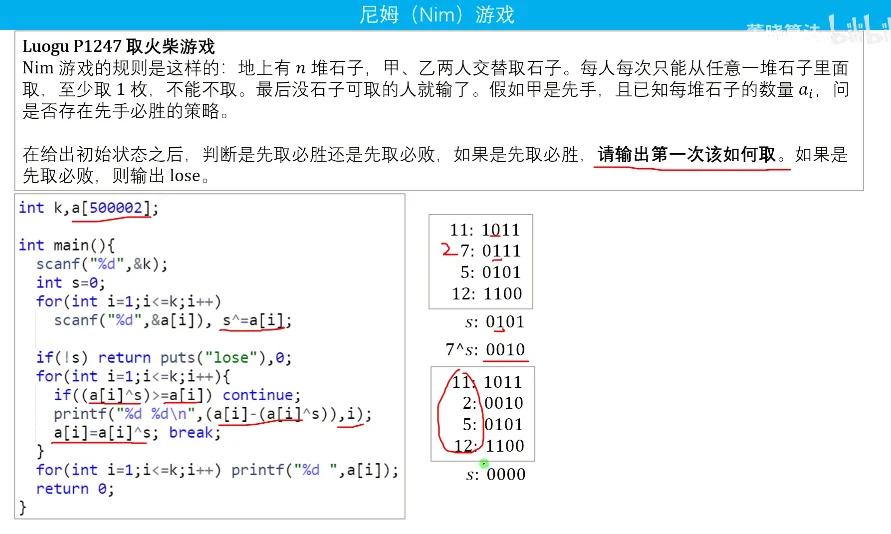 尼姆（Nim）游戏
董晓算法 bilibili
Luogu P1247 取火柴游戏
Nim 游戏的规则是这样的：地上有 n 堆石子，甲、乙两人交替取石子。每人每次只能从任意一堆石子里面
取，至少取 1 枚，不能不取。最后没石子可取的人就输了。假如甲是先手，且已知每堆石子的数量 aᵢ，问
是否存在先手必胜的策略。
在给出初始状态之后，判断是先取必胜还是先取必败，如果是先取必胜，请输出第一次该如何取。如果是
先取必败，则输出 lose。
int k,a[500002];
int main(){
scanf("%d",&k);
int s=0;
for(int i=1;i<=k;i++)
scanf("%d",&a[i]), s^=a[i];
if(!s) return puts("lose"),0;
for(int i=1;i<=k;i++){
if((a[i]^s)>=a[i]) continue;
printf("%d %d\n",(a[i]-(a[i]^s)),i);
a[i]=a[i]^s; break;
}
for(int i=1;i<=k;i++) printf("%d ",a[i]);
return 0;
}
11: 1011
2 7: 0111
5: 0101
12: 1100
s: 0101
7^s: 0010
11: 1011
2: 0010
5: 0101
12: 1100
s: 0000